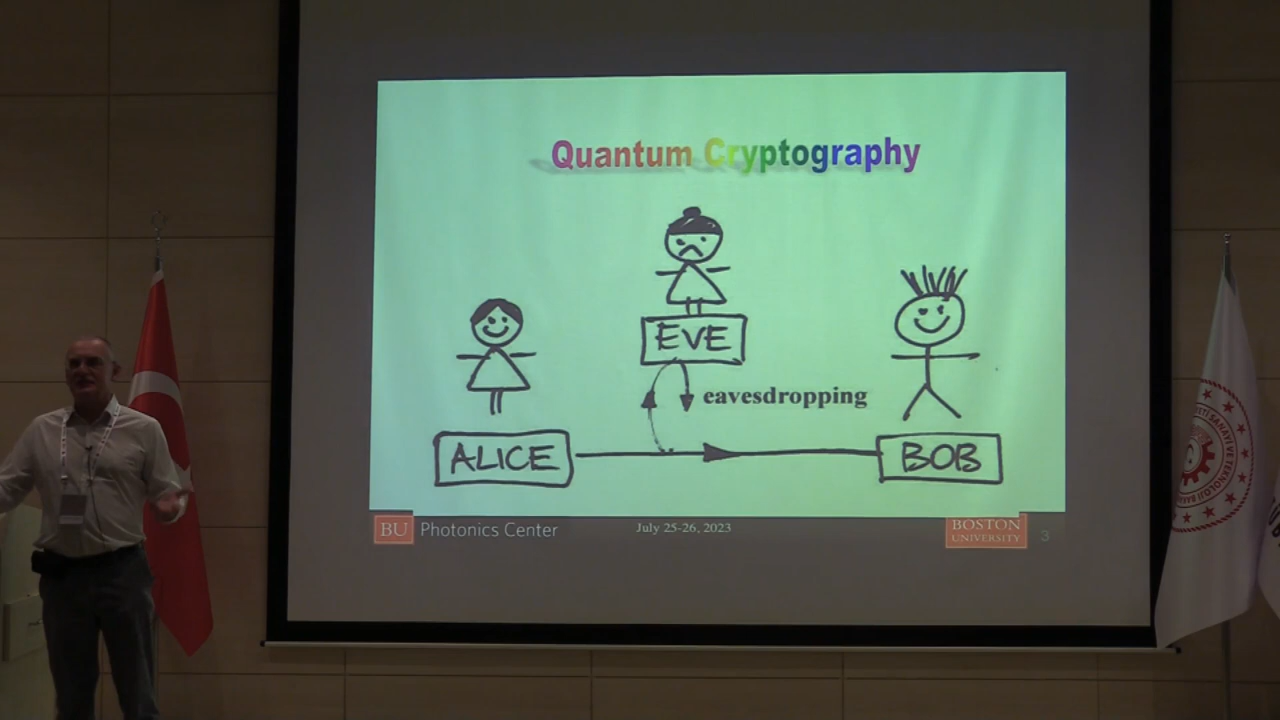 Quantum Cryptography
EVE
eavesdropping
ALICE
BOB
BU Photonics Center
July 25-26, 2023
BOSTON
UNIVERSITY
3